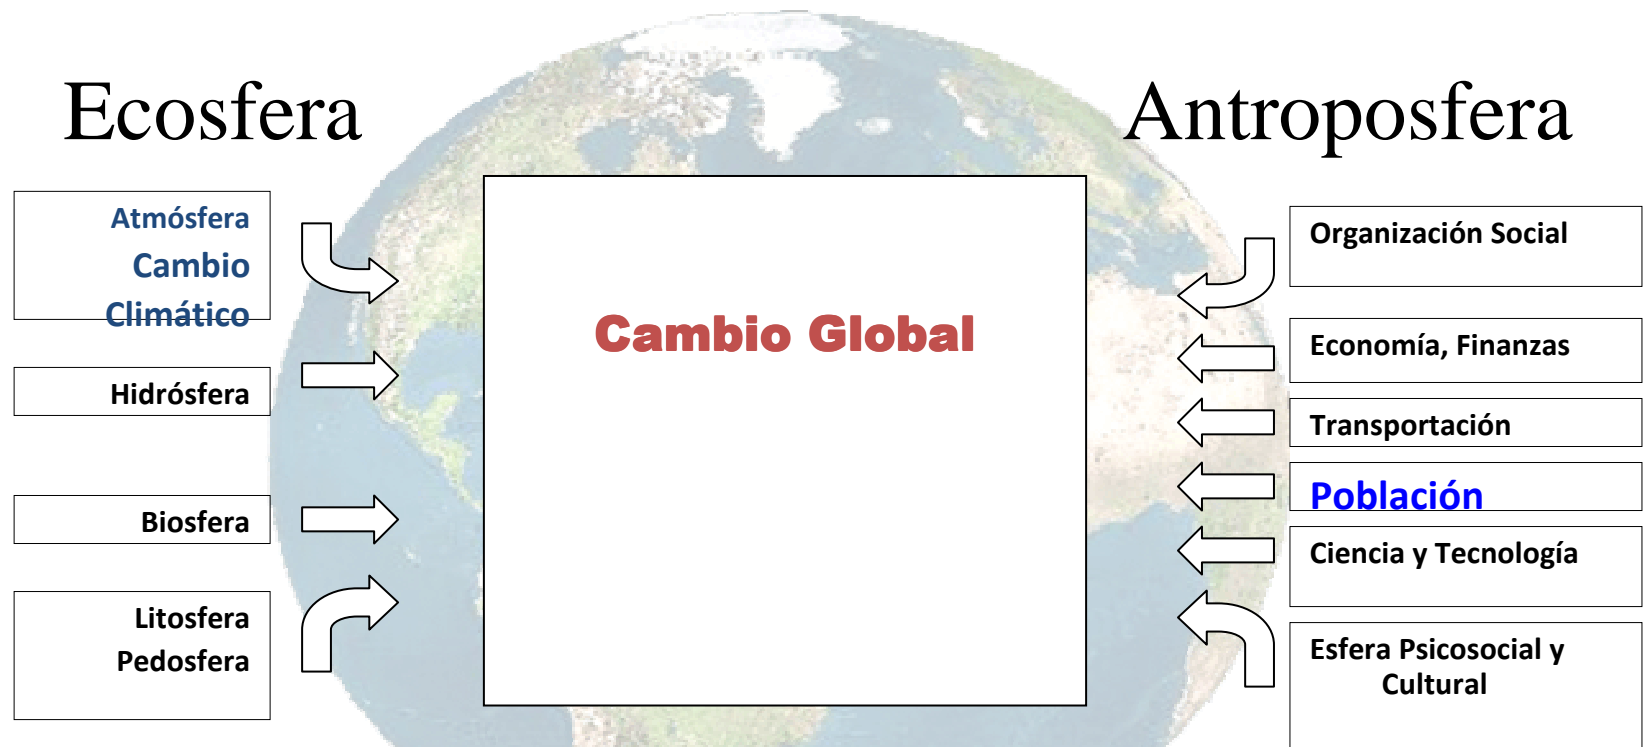 Ecosfera
Antroposfera
Atmósfera
Cambio
Climático
Hidrósfera
Biosfera
Litosfera
Pedosfera
Cambio Global
Organización Social
Economía, Finanzas
Transportación
Población
Ciencia y Tecnología
Esfera Psicosocial y
Cultural